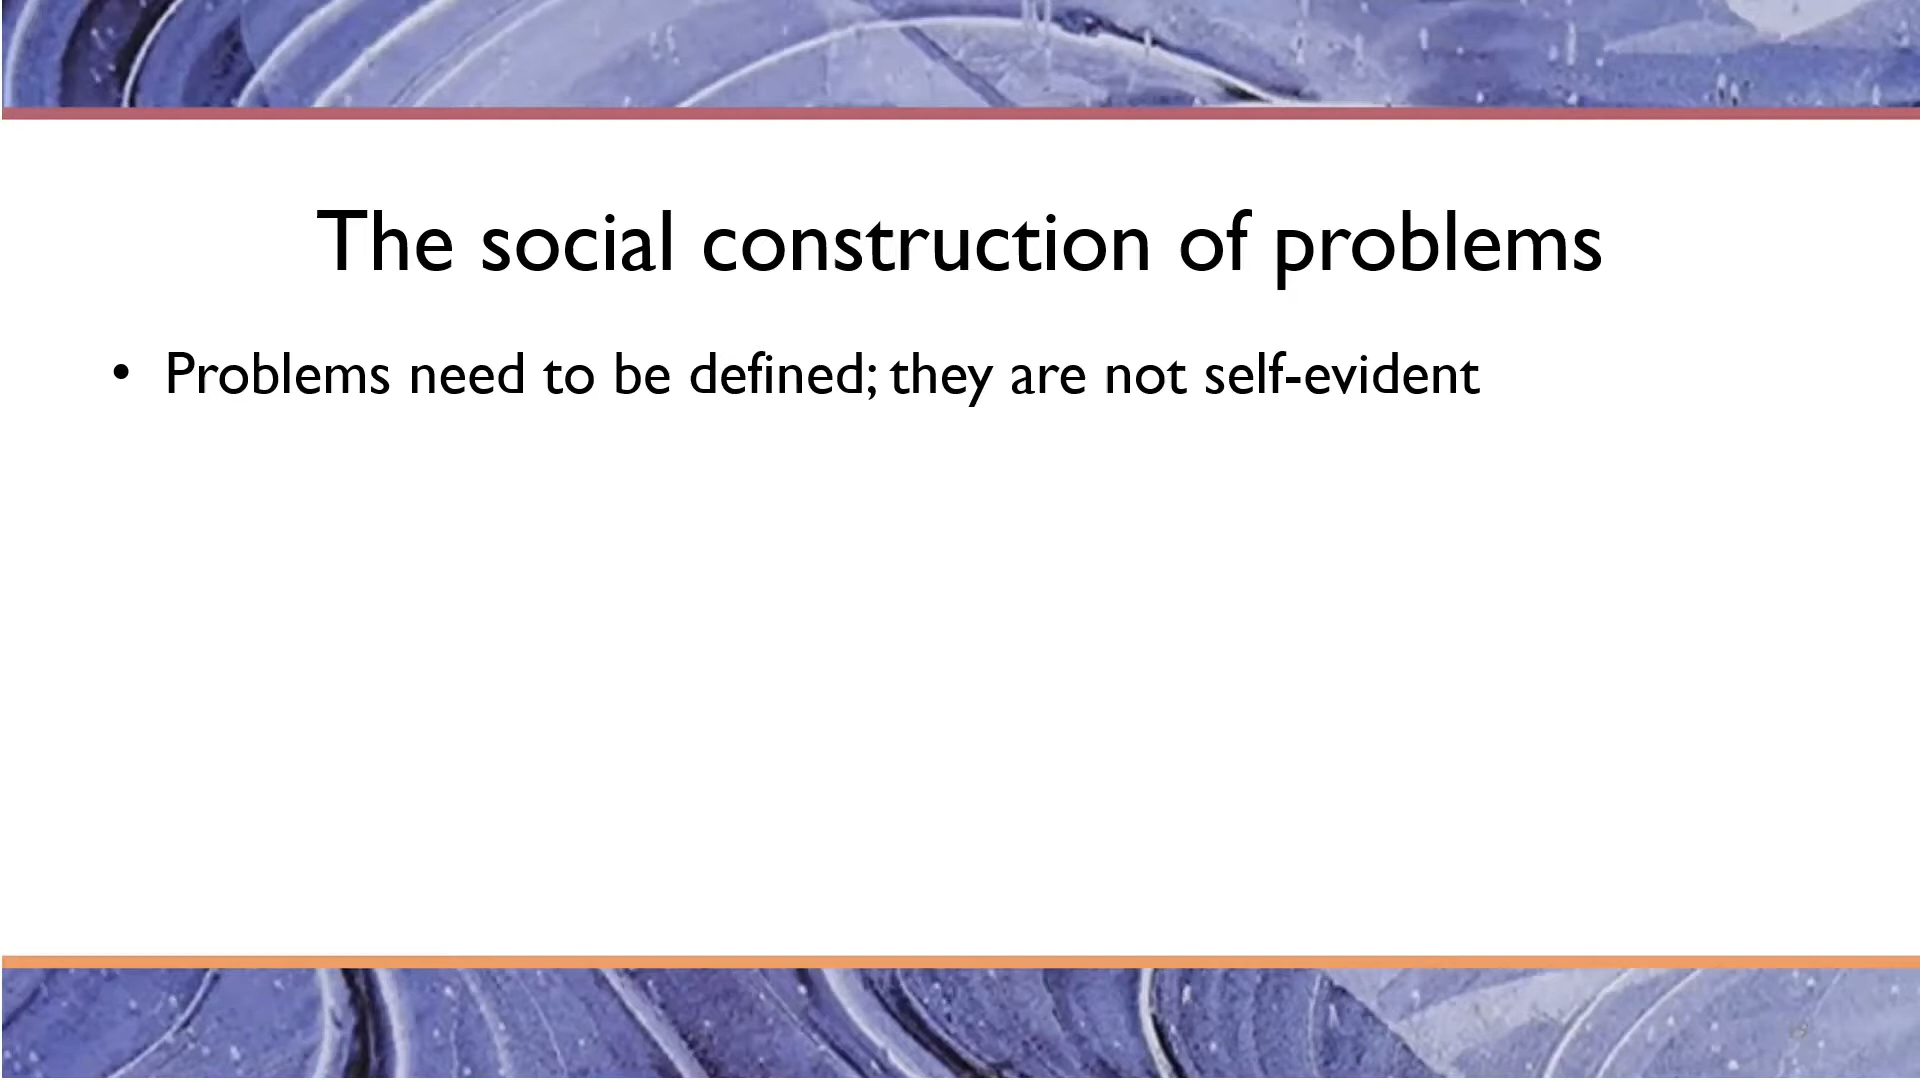 The social construction of problems
• Problems need to be defined; they are not self-evident